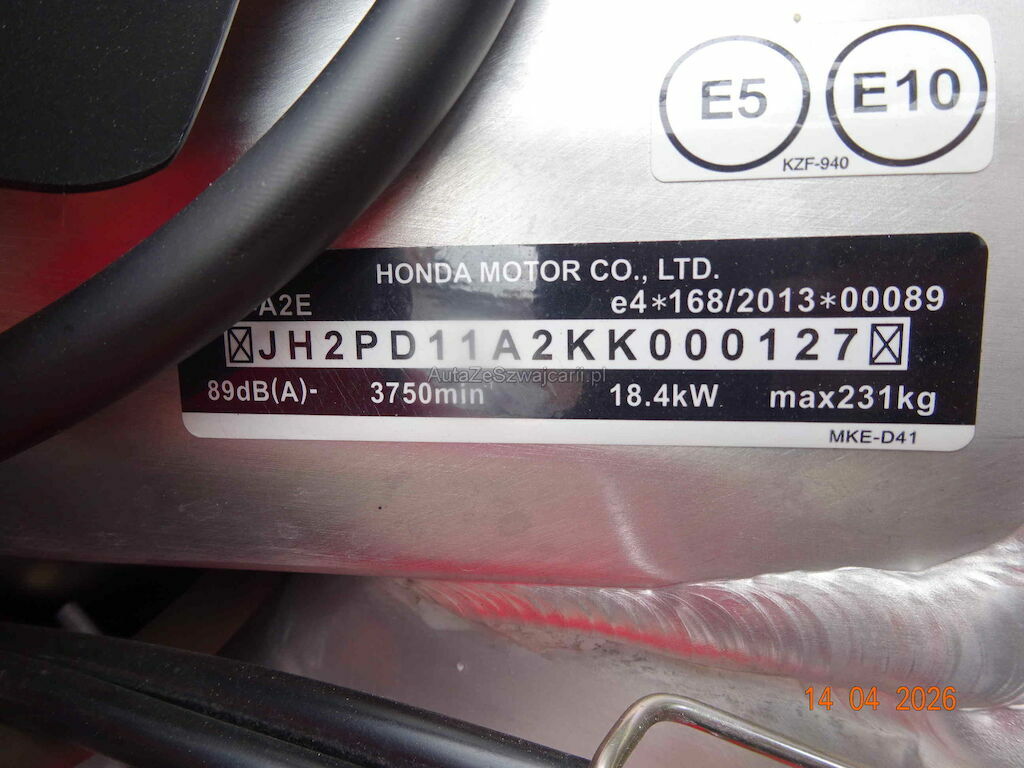 E5 E10
KZF-940
HONDA MOTOR CO., LTD.
A2E e4*168/2013*00089
JH2PD11A2KK000127
AutaZeSzwajcarii.pl
89dB(A)- 3750min 18.4kW max231kg
MKE-D41
14 04 2026